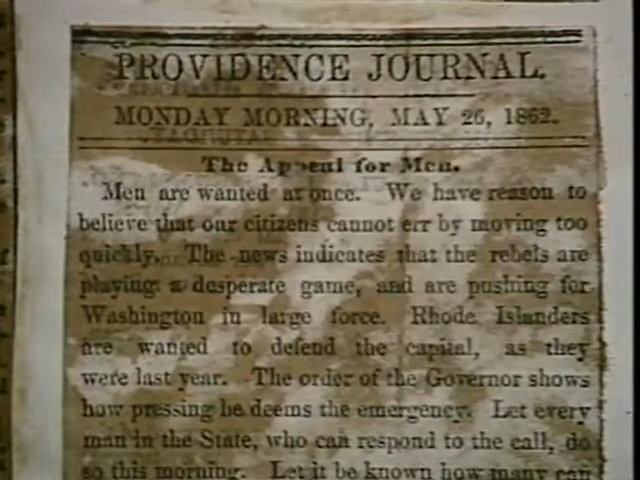 PROVIDENCE JOURNAL.
MONDAY MORNING, MAY 26, 1862.
The Appeal for Men.
Men are wanted at once. We have reason to
believe that our citizens cannot err by moving too
quickly. The news indicates that the rebels are
playing a desperate game, and are pushing for
Washington in large force. Rhode Islanders
are wanted to defend the capital, as they
were last year. The order of the Governor shows
how pressing he deems the emergency. Let every
man in the State, who can respond to the call, do
so this morning. Let it be known how many can